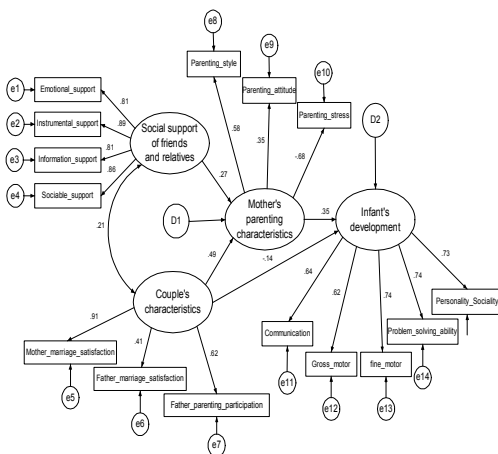 e8
e9
e10
Parenting_style
Parenting_attitude
Parenting_stress
e1
Emotional_support
e2
Instrumental_support
e3
Information_support
e4
Sociable_support
.81
.89
.81
.86
Social support
of friends
and relatives
.58
.35
-.68
D2
.27
D1
Mother's
parenting
characteristics
.35
Infant's
development
.21
.49
-.14
Couple's
characteristics
.64
.62
.74
.74
.73
.91
.41
.62
Mother_marriage_satisfaction
Father_marriage_satisfaction
Father_parenting_participation
e5
e6
e7
Communication
Gross_motor
fine_motor
Problem_solving_ability
Personality_Sociality
e11
e12
e13
e14